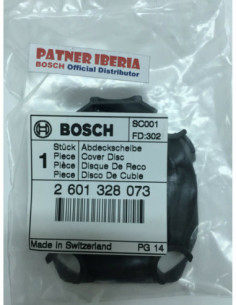 PATNER IBERIA
BOSCH Official Distributor
BOSCH
SC001
FD:302
1
Stück Abdeckscheibe
Piece Cover Disc
Pièce Disque De Reco
Pieza Disco De Cubie
2 601 328 073
Made in Switzerland PG 14